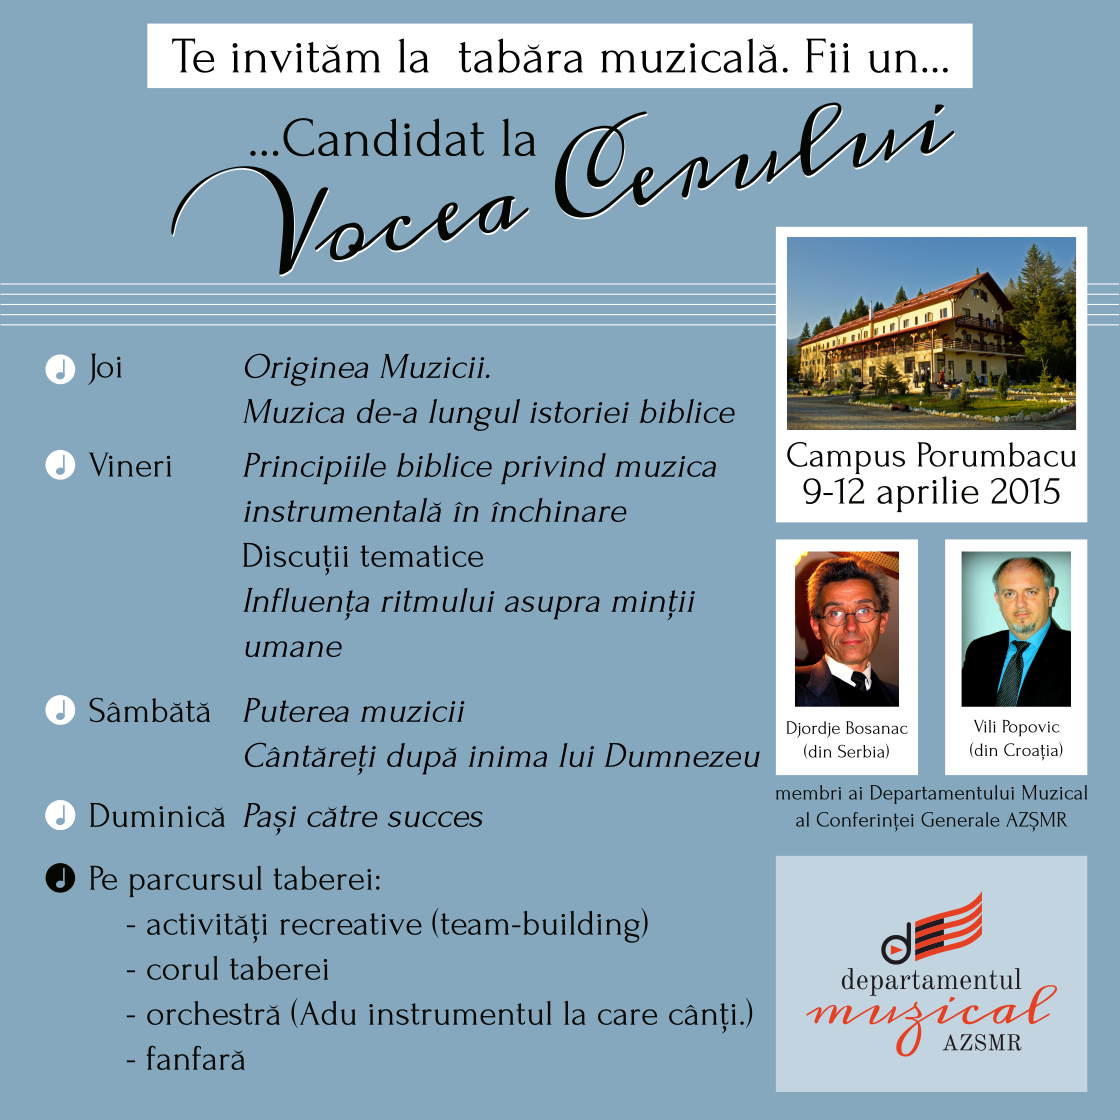 Te invităm la tabăra muzicală. Fii un...
...Candidat la
Vocea Cerului
Joi Originea Muzicii.
Muzica de-a lungul istoriei biblice
Vineri Principiile biblice privind muzica
instrumentală în închinare
Discuții tematice
Influența ritmului asupra minții
umane
Sâmbătă Puterea muzicii
Cântăreți după inima lui Dumnezeu
Duminică Pași către succes
Pe parcursul taberei:
- activități recreative (team-building)
- corul taberei
- orchestră (Adu instrumentul la care cânți.)
- fanfară
Campus Porumbacu
9-12 aprilie 2015
Djordje Bosanac
(din Serbia)
Vili Popovic
(din Croația)
membri ai Departamentului Muzical
al Conferinței Generale AZȘMR
departamentul
muzical
AZSMR